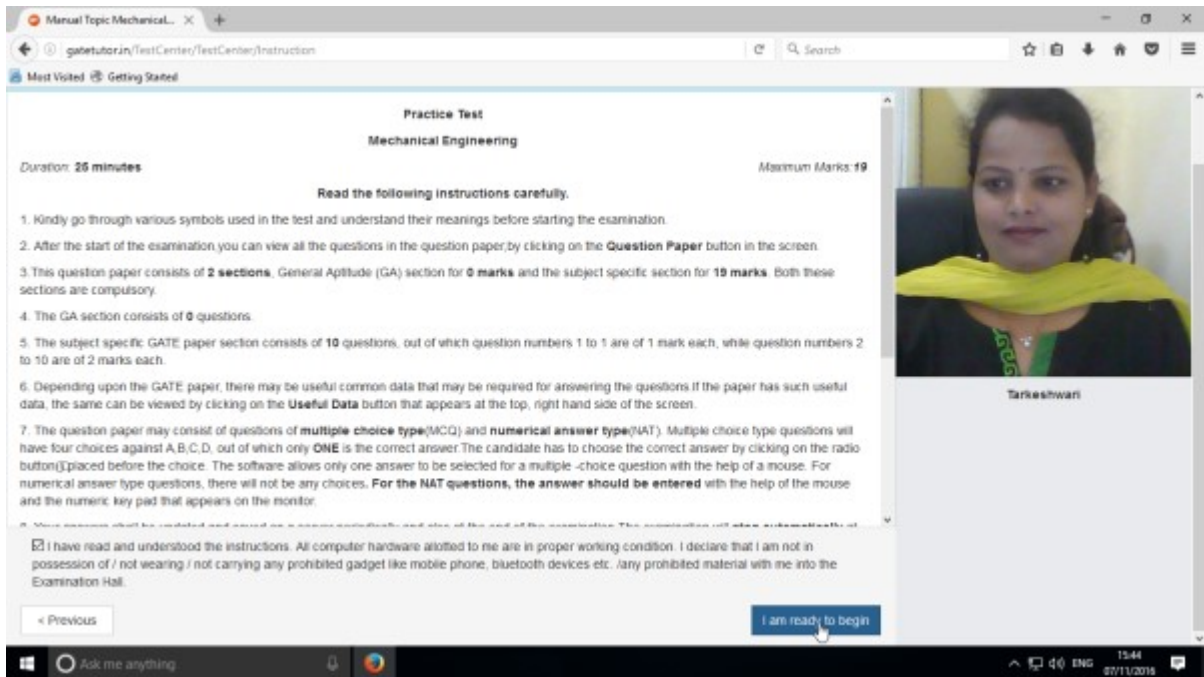 Manual Topic Mechanical...
gatetutor.in/TestCenter/TestCenter/Instruction
Search
Most Visited Getting Started
Practice Test
Mechanical Engineering
Duration: 25 minutes
Maximum Marks:19
Read the following instructions carefully.
1. Kindly go through various symbols used in the test and understand their meanings before starting the examination.
2. After the start of the examination,you can view all the questions in the question paper,by clicking on the Question Paper button in the screen.
3.This question paper consists of 2 sections, General Aptitude (GA) section for 0 marks and the subject specific section for 19 marks. Both these
sections are compulsory.
4. The GA section consists of 0 questions.
5. The subject specific GATE paper section consists of 10 questions, out of which question numbers 1 to 1 are of 1 mark each, while question numbers 2
to 10 are of 2 marks each.
6. Depending upon the GATE paper, there may be useful common data that may be required for answering the questions.If the paper has such useful
data, the same can be viewed by clicking on the Useful Data button that appears at the top, right hand side of the screen.
7. The question paper may consist of questions of multiple choice type(MCQ) and numerical answer type(NAT). Multiple choice type questions will
have four choices against A,B,C,D, out of which only ONE is the correct answer.The candidate has to choose the correct answer by clicking on the radio
button placed before the choice. The software allows only one answer to be selected for a multiple -choice question with the help of a mouse. For
numerical answer type questions, there will not be any choices. For the NAT questions, the answer should be entered with the help of the mouse
and the numeric key pad that appears on the monitor.
I have read and understood the instructions. All computer hardware allotted to me are in proper working condition. I declare that I am not in
possession of / not wearing / not carrying any prohibited gadget like mobile phone, bluetooth devices etc. /any prohibited material with me into the
Examination Hall.
< Previous
I am ready to begin
Tarkeshwari
Ask me anything
ENG
15:44
07/11/2016